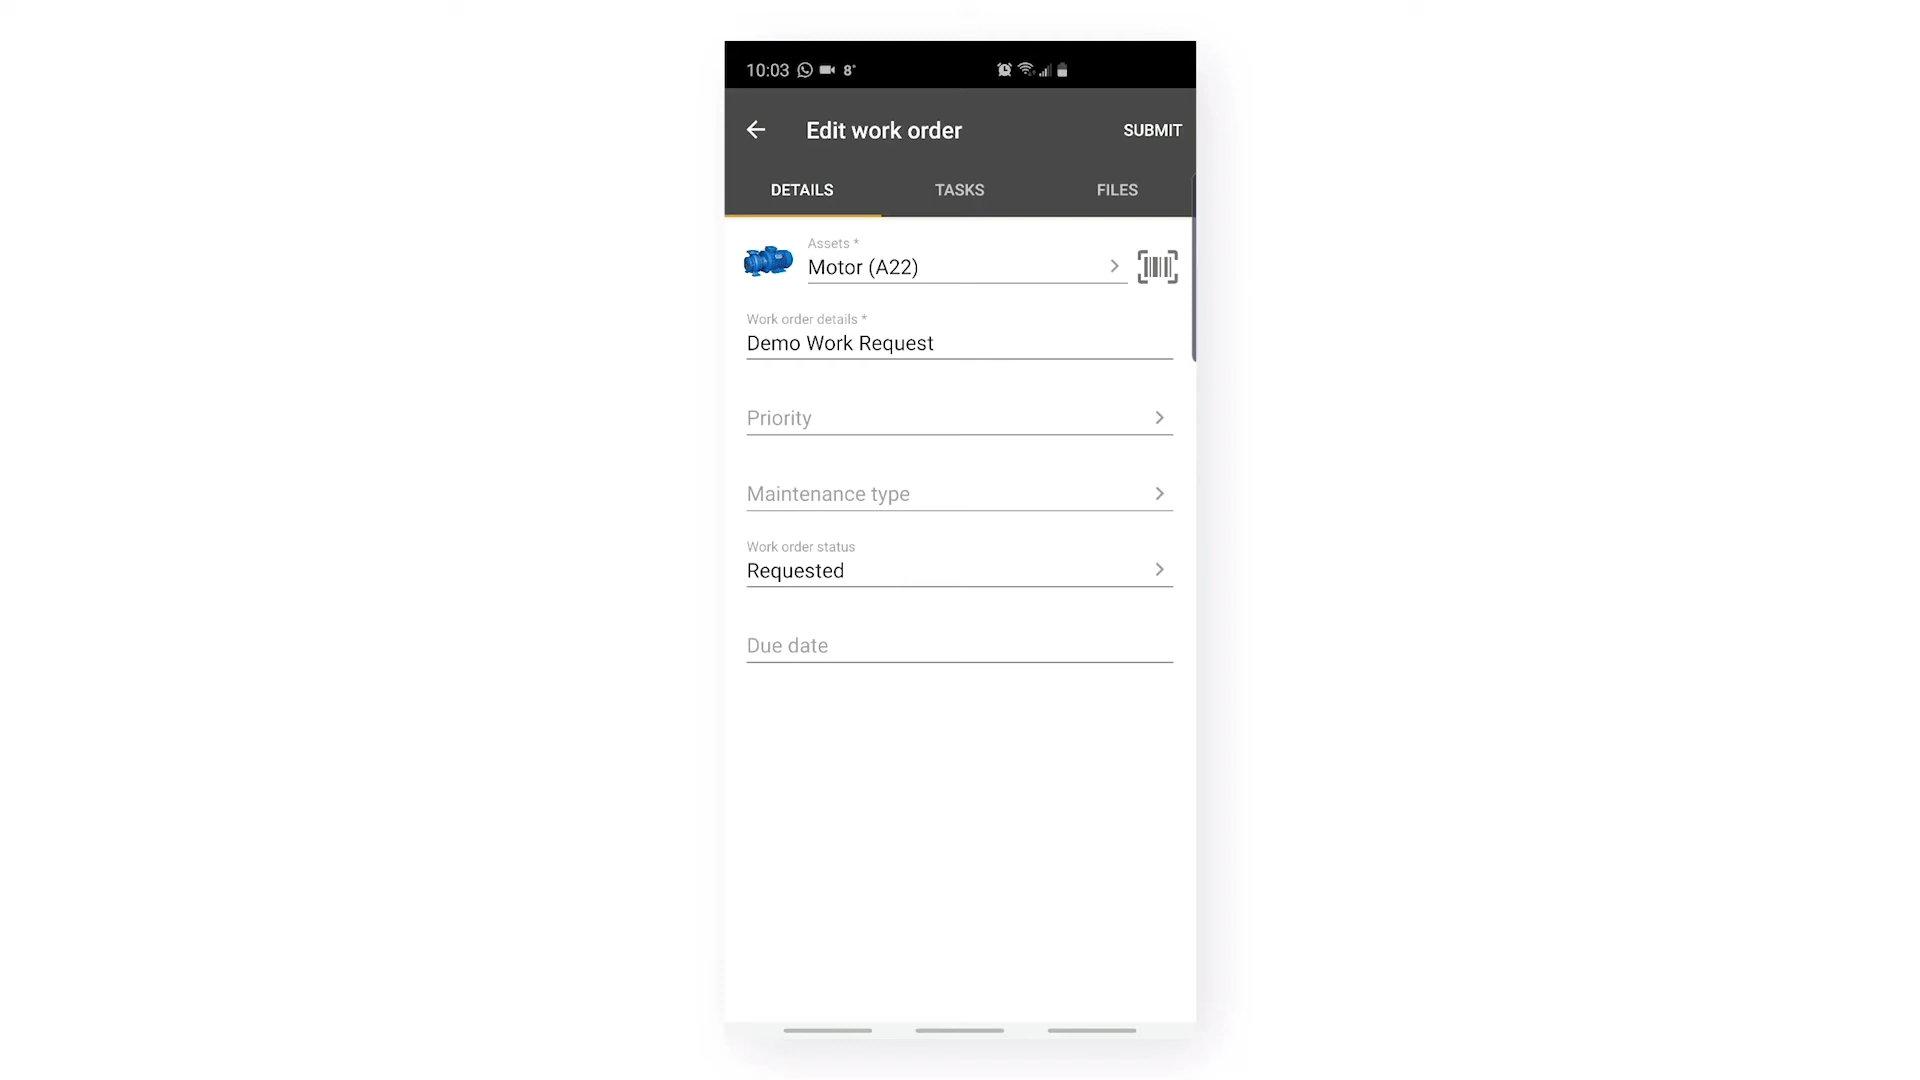 10:03 8°
Edit work order
SUBMIT
DETAILS TASKS FILES
Assets *
Motor (A22)
Work order details *
Demo Work Request
Priority
Maintenance type
Work order status
Requested
Due date